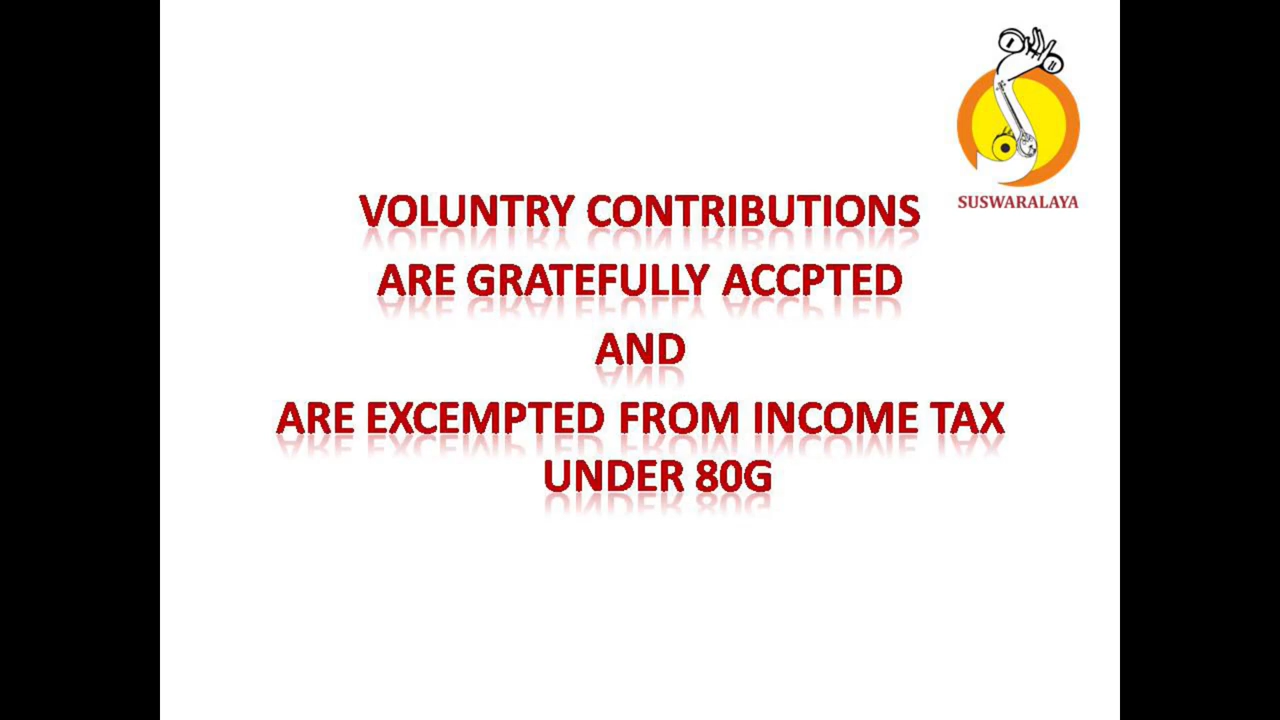 SUSWARALAYA
VOLUNTRY CONTRIBUTIONS
ARE GRATEFULLY ACCPTED
AND
ARE EXCEMPTED FROM INCOME TAX
UNDER 80G